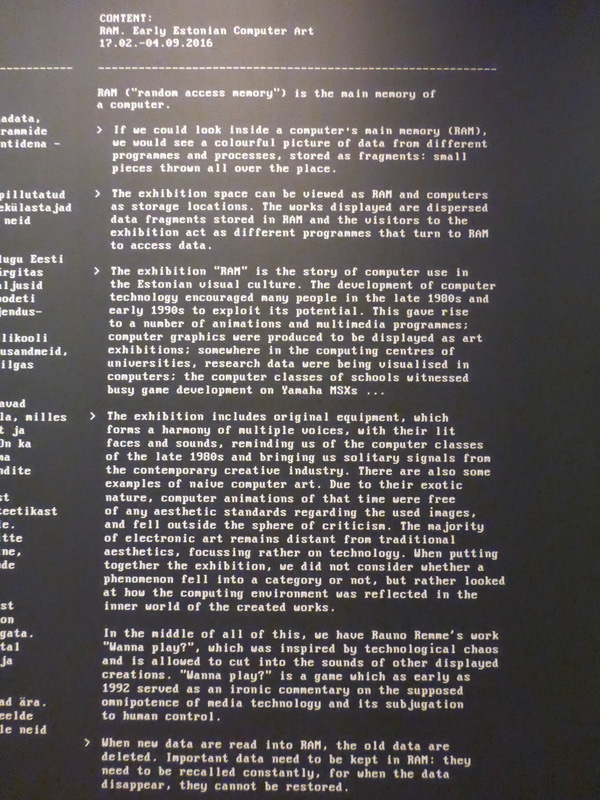 CONTENT:
RAM. Early Estonian Computer Art
17.02.–04.09.2016
RAM ("random access memory") is the main memory of
a computer.
> If we could look inside a computer's main memory (RAM),
we would see a colourful picture of data from different
programmes and processes, stored as fragments: small
pieces thrown all over the place.
> The exhibition space can be viewed as RAM and computers
as storage locations. The works displayed are dispersed
data fragments stored in RAM and the visitors to the
exhibition act as different programmes that turn to RAM
to access data.
> The exhibition "RAM" is the story of computer use in
the Estonian visual culture. The development of computer
technology encouraged many people in the late 1980s and
early 1990s to exploit its potential. This gave rise
to a number of animations and multimedia programmes;
computer graphics were produced to be displayed as art
exhibitions; somewhere in the computing centres of
universities, research data were being visualised in
computers; the computer classes of schools witnessed
busy game development on Yamaha MSXs ...
> The exhibition includes original equipment, which
forms a harmony of multiple voices, with their lit
faces and sounds, reminding us of the computer classes
of the late 1980s and bringing us solitary signals from
the contemporary creative industry. There are also some
examples of naive computer art. Due to their exotic
nature, computer animations of that time were free
of any aesthetic standards regarding the used images,
and fell outside the sphere of criticism. The majority
of electronic art remains distant from traditional
aesthetics, focussing rather on technology. When putting
together the exhibition, we did not consider whether a
phenomenon fell into a category or not, but rather looked
at how the computing environment was reflected in the
inner world of the created works.
In the middle of all of this, we have Rauno Remme's work
"Wanna play?", which was inspired by technological chaos
and is allowed to cut into the sounds of other displayed
creations. "Wanna play?" is a game which as early as
1992 served as an ironic commentary on the supposed
omnipotence of media technology and its subjugation
to human control.
> When new data are read into RAM, the old data are
deleted. Important data need to be kept in RAM: they
need to be recalled constantly, for when the data
disappear, they cannot be restored.